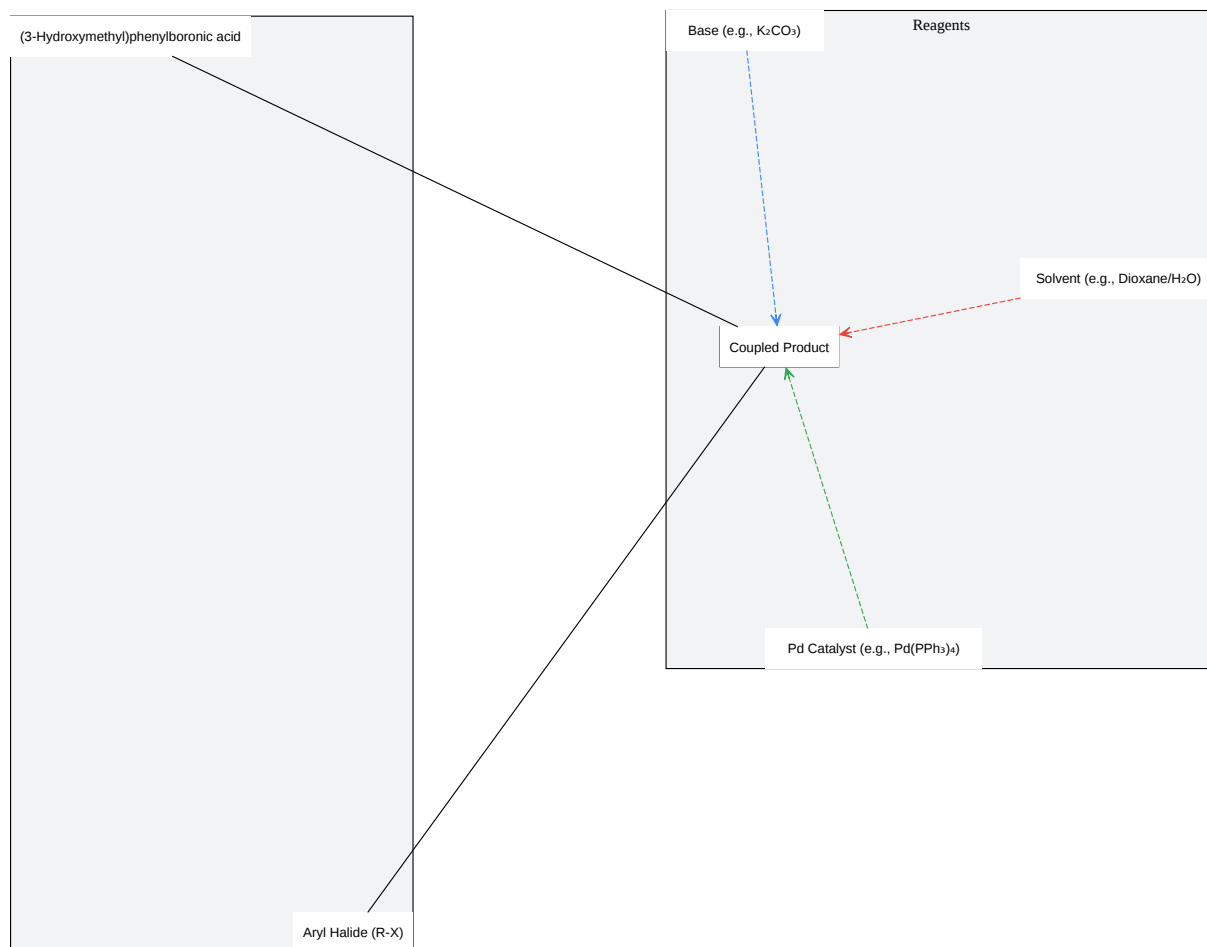 (3-Hydroxymethyl)phenylboronic acid
Base (e.g., K₂CO₃)
Reagents
Solvent (e.g., Dioxane/H₂O)
Coupled Product
Pd Catalyst (e.g., Pd(PPh₃)₄)
Aryl Halide (R-X)